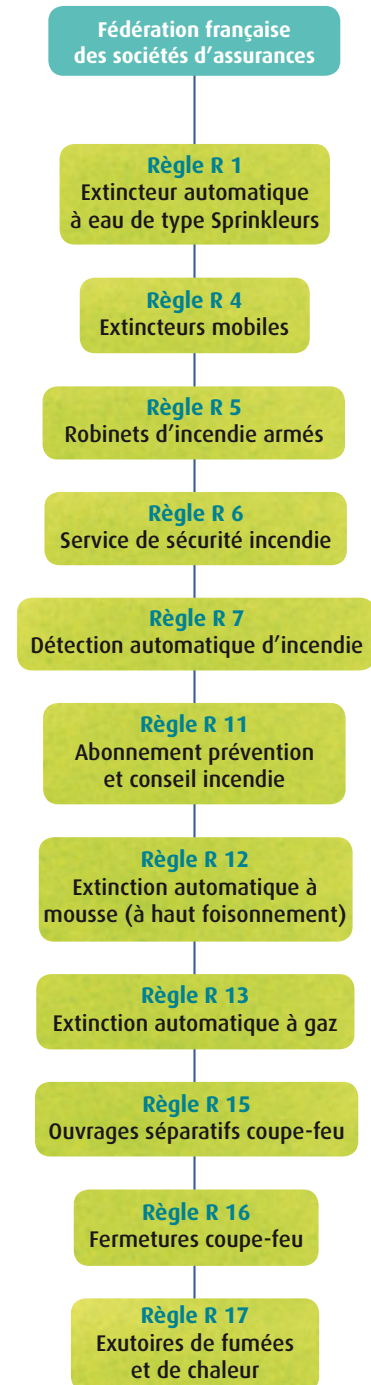 Fédération française
des sociétés d’assurances
Règle R 1
Extincteur automatique
à eau de type Sprinkleurs
Règle R 4
Extincteurs mobiles
Règle R 5
Robinets d’incendie armés
Règle R 6
Service de sécurité incendie
Règle R 7
Détection automatique d’incendie
Règle R 11
Abonnement prévention
et conseil incendie
Règle R 12
Extinction automatique à
mousse (à haut foisonnement)
Règle R 13
Extinction automatique à gaz
Règle R 15
Ouvrages séparatifs coupe-feu
Règle R 16
Fermetures coupe-feu
Règle R 17
Exutoires de fumées
et de chaleur